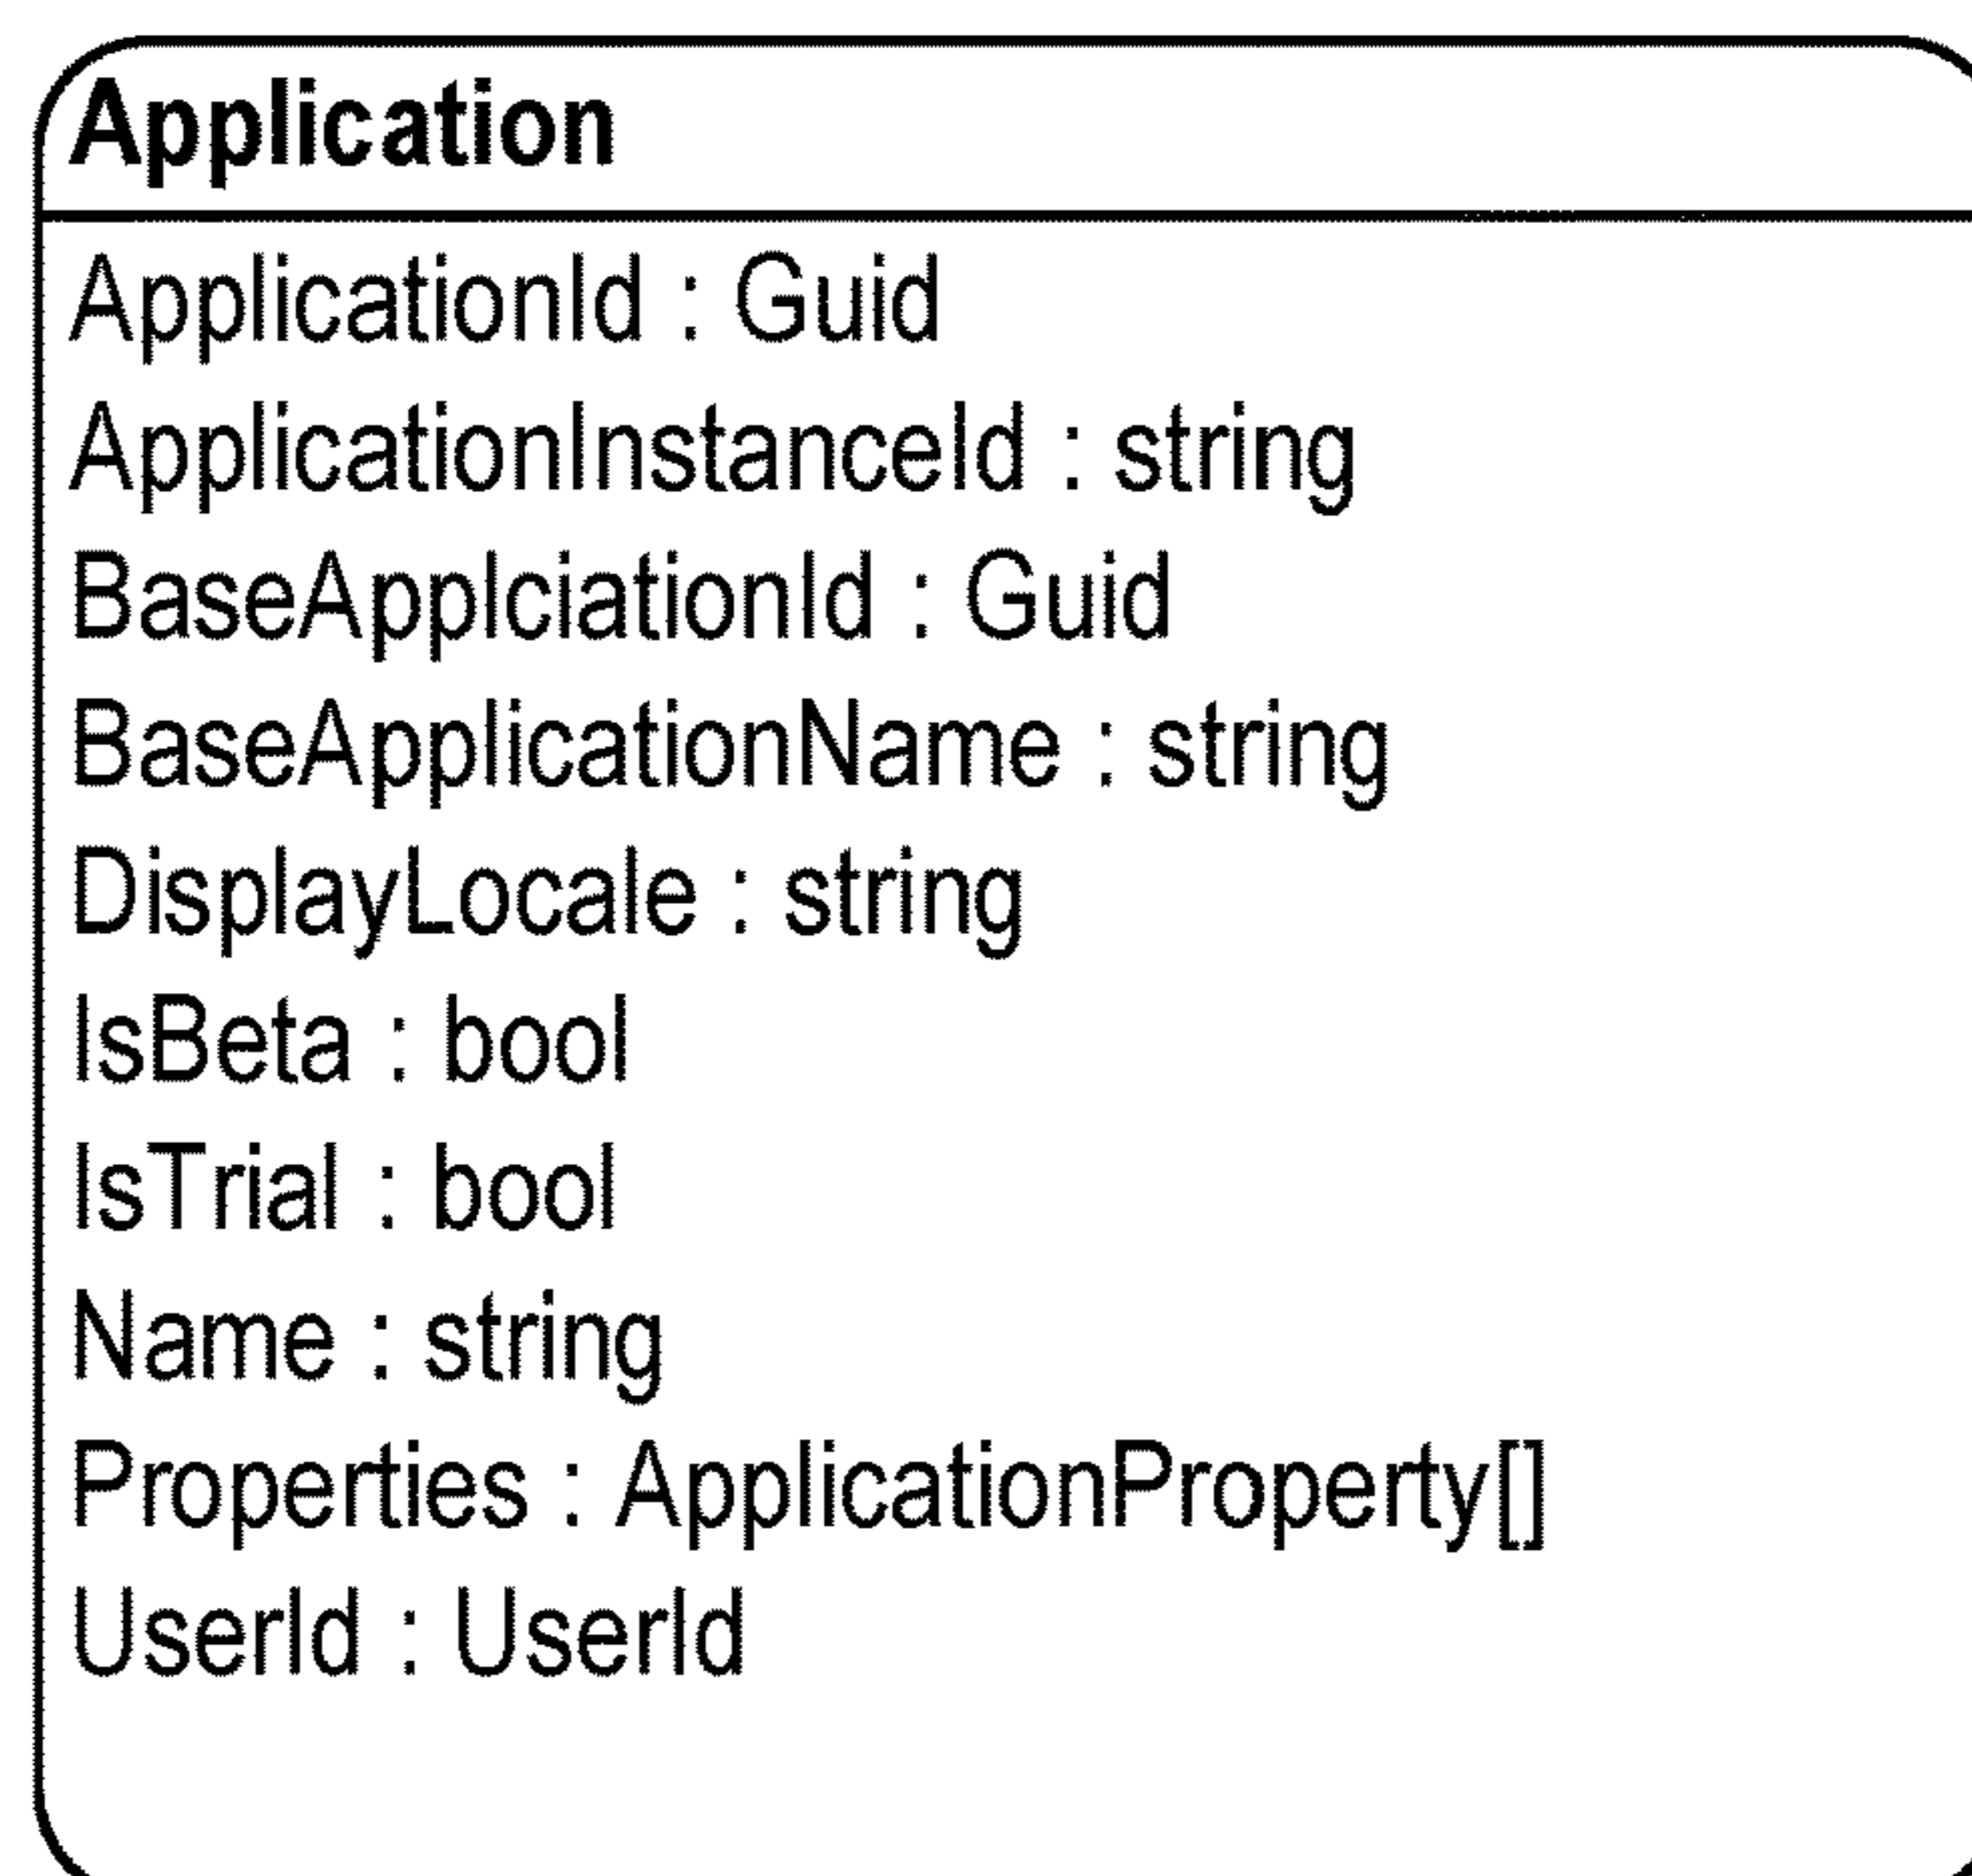 Application
ApplicationId : Guid
ApplicationInstanceId : string
BaseApplciationId : Guid
BaseApplicationName : string
DisplayLocale : string
IsBeta : bool
IsTrial : bool
Name : string
Properties : ApplicationProperty[]
UserId : UserId